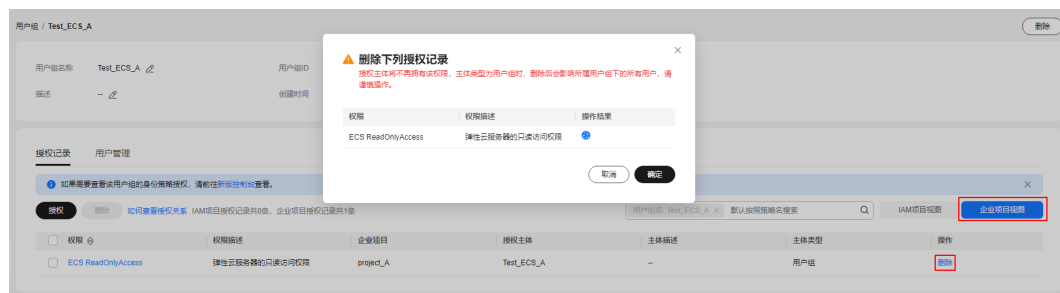 用户组 / Test_ECS_A
删除
用户组名称 Test_ECS_A 用户组ID
描述 – 创建时间
删除下列授权记录
授权主体将不再拥有该权限，主体类型为用户组时，删除后会影响所属用户组下的所有用户，请
谨慎操作。
权限 权限描述 操作结果
ECS ReadOnlyAccess 弹性云服务器的只读访问权限
取消 确定
授权记录 用户管理
如果需要查看该用户组的身份策略授权，请前往新版控制台查看。
授权 删除 如何查看授权关系 IAM项目授权记录共0条，企业项目授权记录共1条 用户组名: Test_ECS_A × 默认按照策略名搜索 IAM项目视图 企业项目视图
权限 权限描述 企业项目 授权主体 主体描述 主体类型 操作
ECS ReadOnlyAccess 弹性云服务器的只读访问权限 project_A Test_ECS_A – 用户组 删除